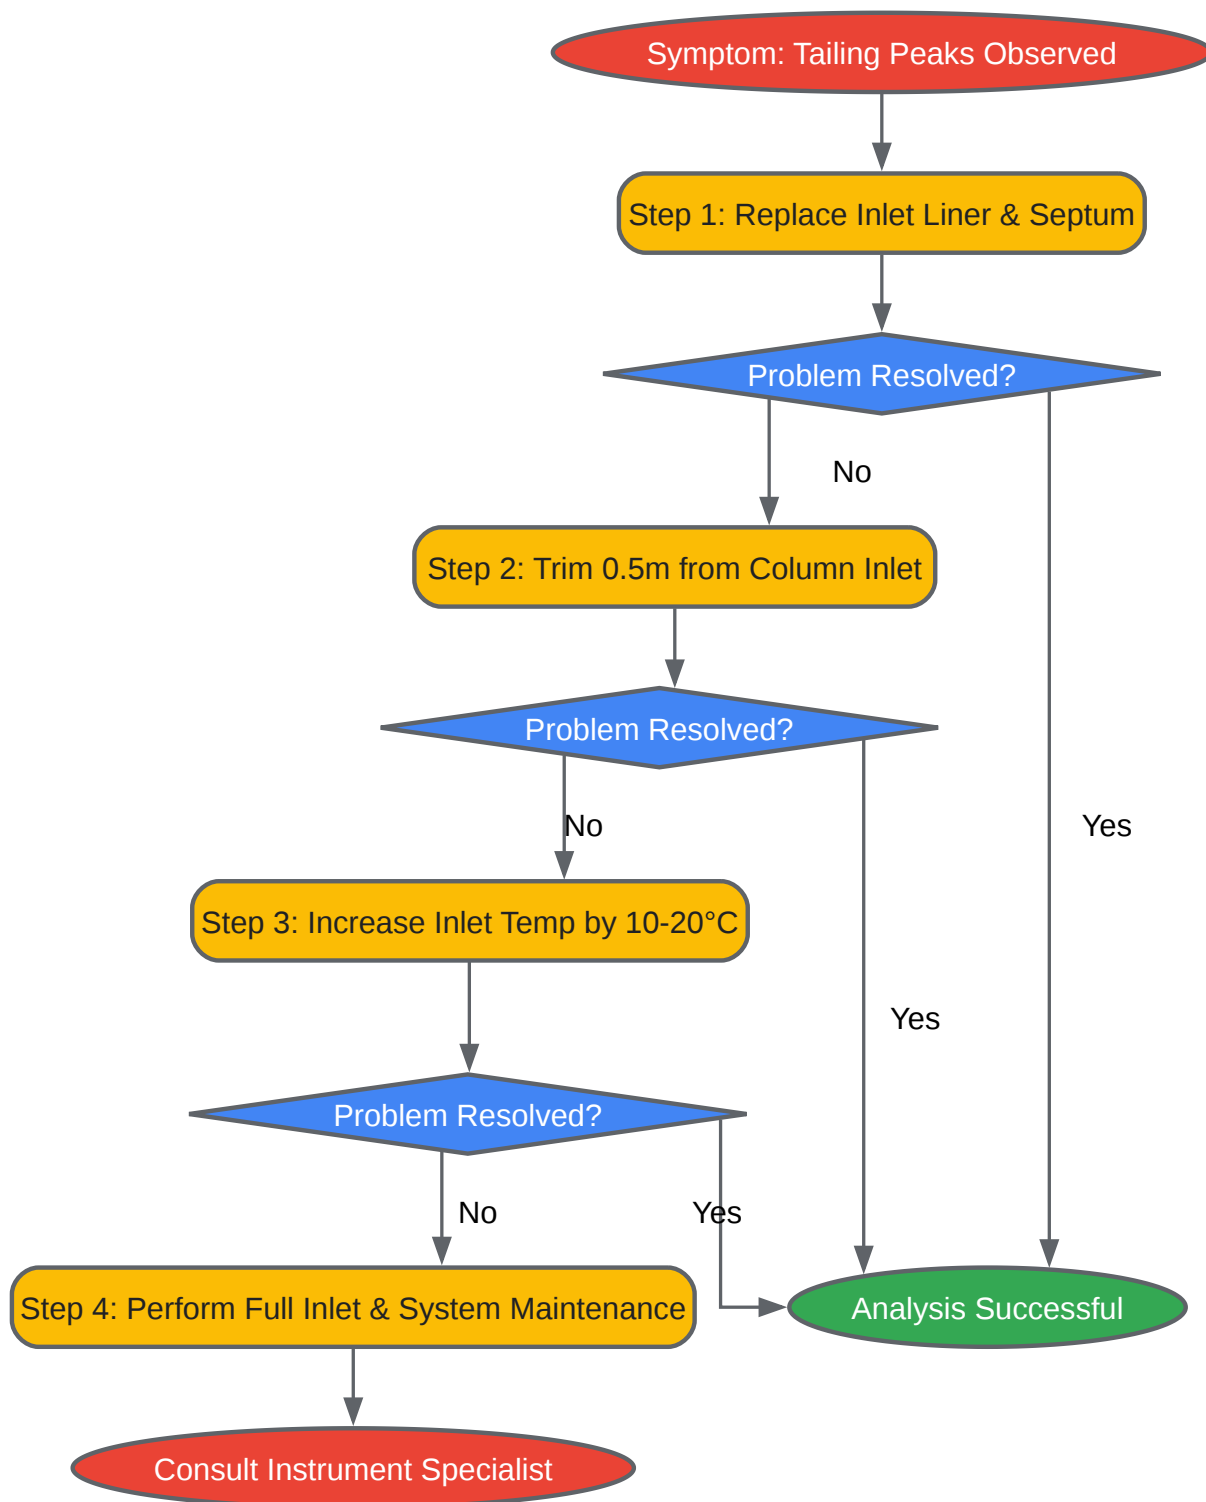 Symptom: Tailing Peaks Observed
Step 1: Replace Inlet Liner & Septum
Problem Resolved?
No
Step 2: Trim 0.5m from Column Inlet
Problem Resolved?
No
Yes
Step 3: Increase Inlet Temp by 10-20°C
Yes
Problem Resolved?
No
Yes
Step 4: Perform Full Inlet & System Maintenance
Analysis Successful
Consult Instrument Specialist